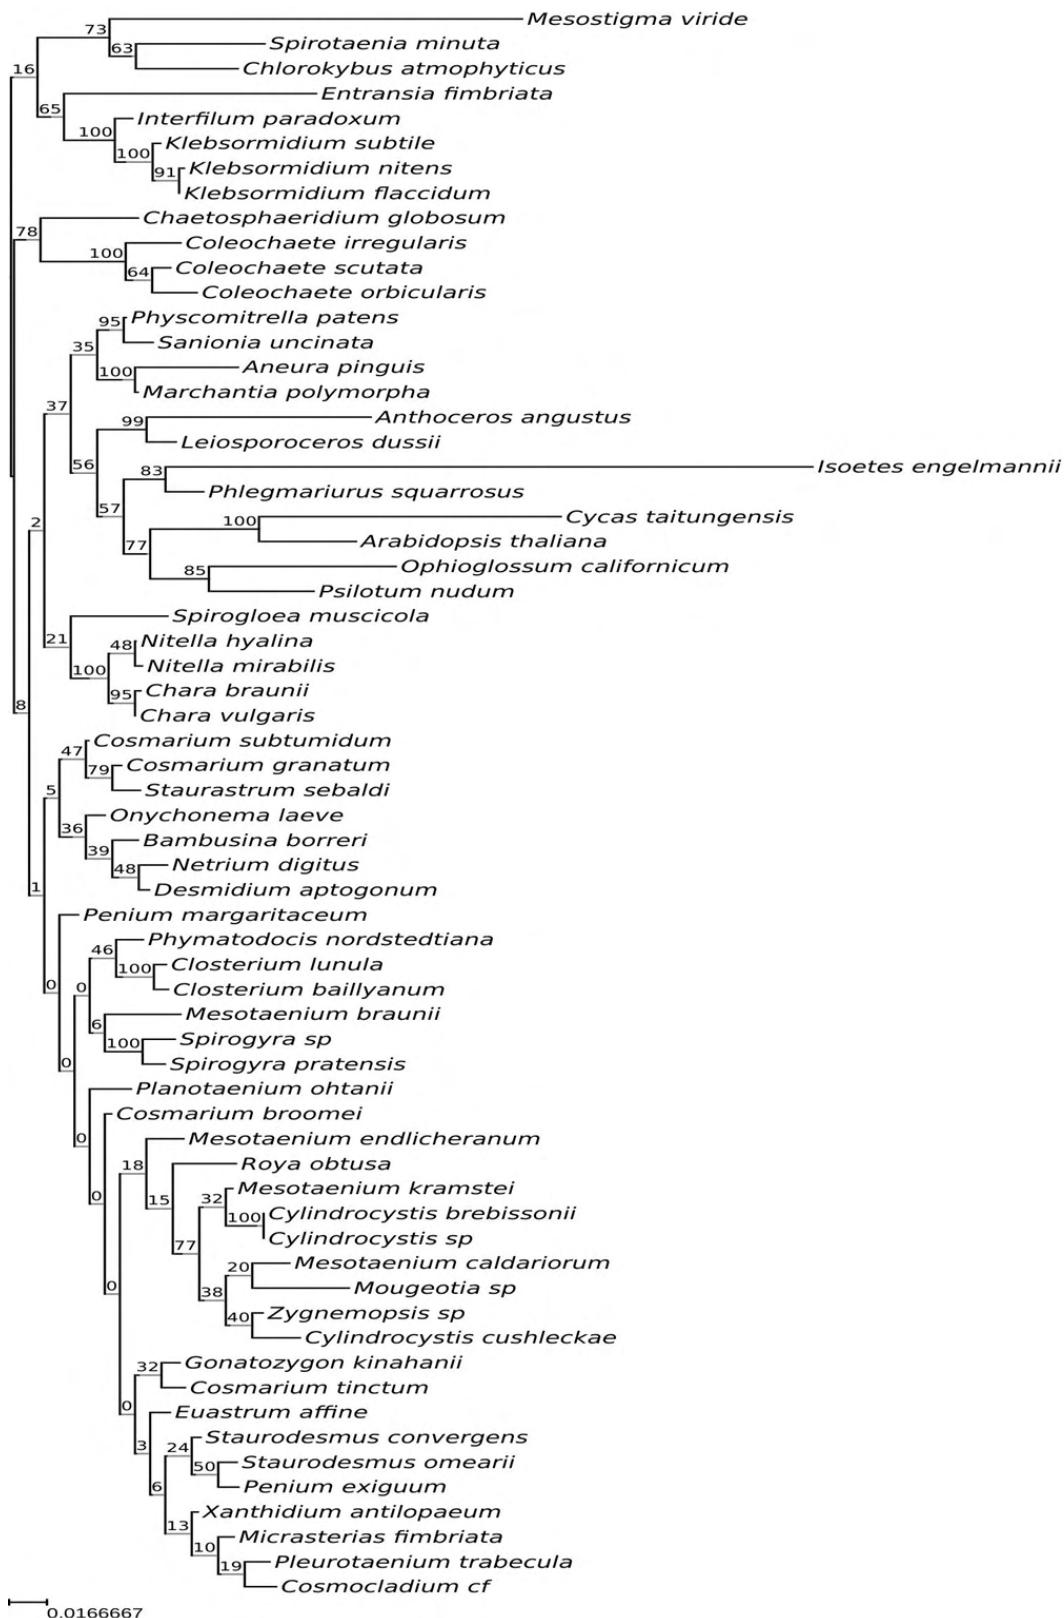 Mesostigma viride
73
Spirotaenia minuta
63
Chlorokybus atmophyticus
16
Entransia fimbriata
65
Interfilum paradoxum
100
Klebsormidium subtile
100
Klebsormidium nitens
91
Klebsormidium flaccidum
Chaetosphaeridium globosum
78
Coleochaete irregularis
100
Coleochaete scutata
64
Coleochaete orbicularis
Physcomitrella patens
95
Sanionia uncinata
35
Aneura pinguis
100
Marchantia polymorpha
37
Anthoceros angustus
99
Leiosporoceros dussii
56
Isoetes engelmannii
83
Phlegmariurus squarrosus
57
Cycas taitungensis
100
Arabidopsis thaliana
77
Ophioglossum californicum
85
Psilotum nudum
2
Spirogloea muscicola
21
Nitella hyalina
48
Nitella mirabilis
100
Chara braunii
95
Chara vulgaris
8
Cosmarium subtumidum
47
Cosmarium granatum
79
Staurastrum sebaldi
5
Onychonema laeve
36
Bambusina borreri
39
Netrium digitus
48
Desmidium aptogonum
1
Penium margaritaceum
0
Phymatodocis nordstedtiana
46
Closterium lunula
100
Closterium baillyanum
0
Mesotaenium braunii
6
Spirogyra sp
100
Spirogyra pratensis
0
Planotaenium ohtanii
0
Cosmarium broomei
0
Mesotaenium endlicheranum
18
Roya obtusa
15
Mesotaenium kramstei
32
Cylindrocystis brebissonii
100
Cylindrocystis sp
77
Mesotaenium caldariorum
20
Mougeotia sp
38
Zygnemopsis sp
40
Cylindrocystis cushleckae
0
Gonatozygon kinahanii
32
Cosmarium tinctum
0
Euastrum affine
3
Staurodesmus convergens
24
Staurodesmus omearii
50
Penium exiguum
6
Xanthidium antilopaeum
13
Micrasterias fimbriata
10
Pleurotaenium trabecula
19
Cosmocladium cf
0.0166667